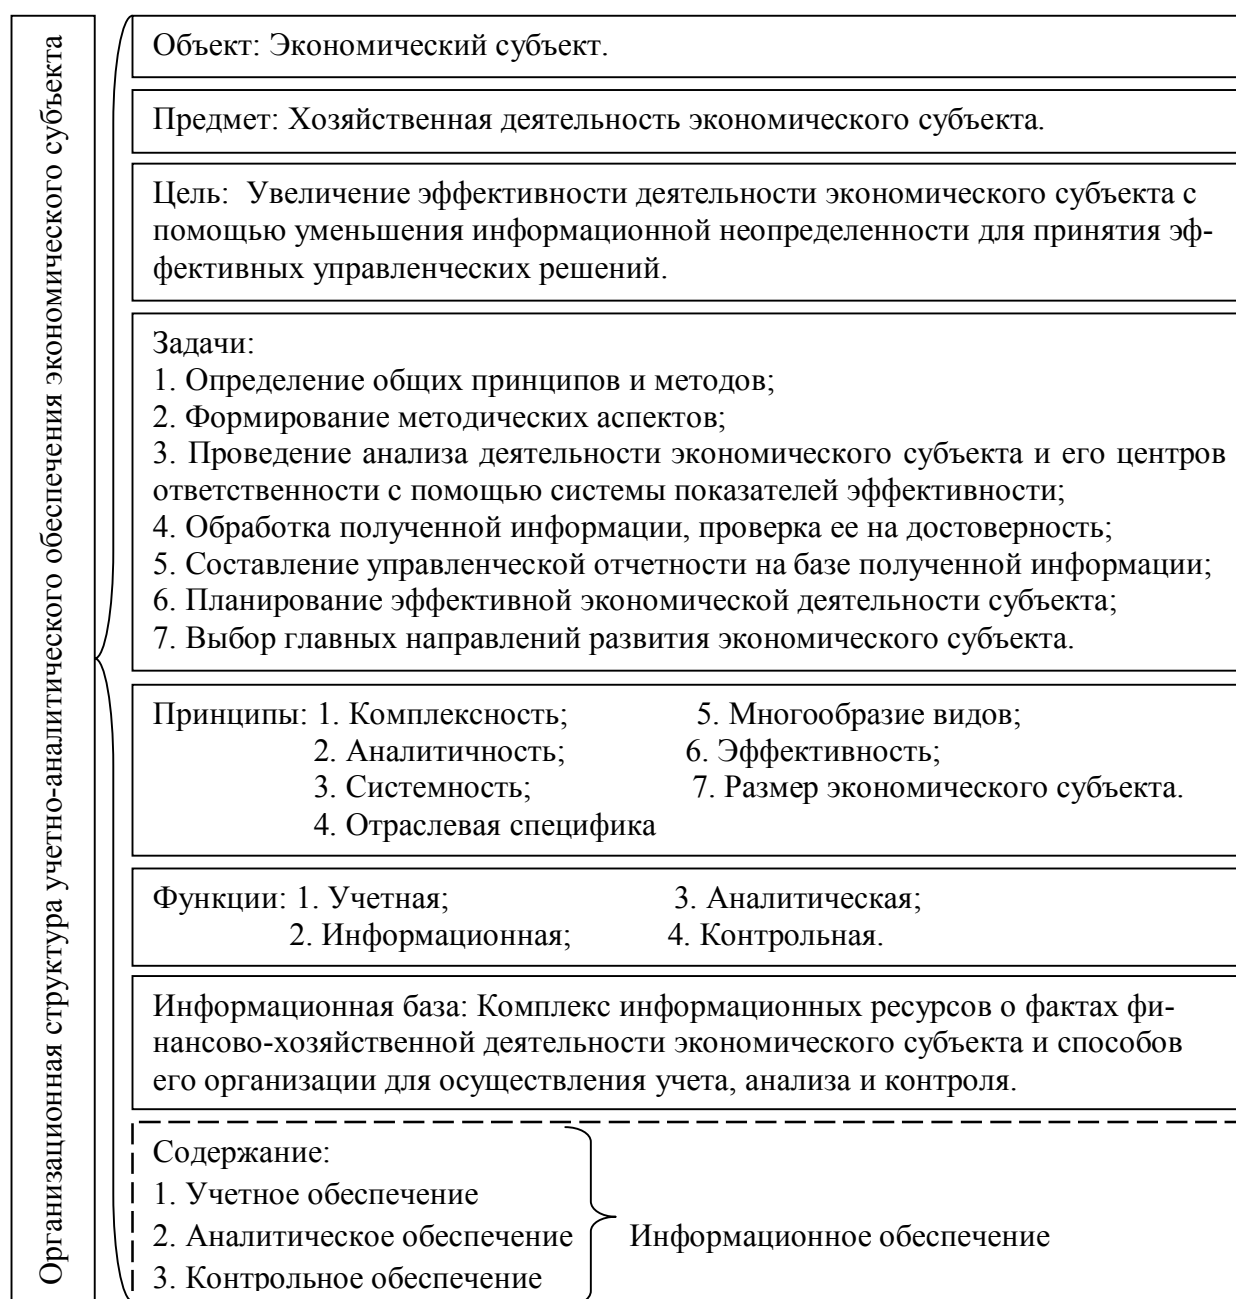 Организационная структура учетно-аналитического обеспечения экономического субъекта
Объект: Экономический субъект.
Предмет: Хозяйственная деятельность экономического субъекта.
Цель: Увеличение эффективности деятельности экономического субъекта с
помощью уменьшения информационной неопределенности для принятия эф-
фективных управленческих решений.
Задачи:
1. Определение общих принципов и методов;
2. Формирование методических аспектов;
3. Проведение анализа деятельности экономического субъекта и его центров
ответственности с помощью системы показателей эффективности;
4. Обработка полученной информации, проверка ее на достоверность;
5. Составление управленческой отчетности на базе полученной информации;
6. Планирование эффективной экономической деятельности субъекта;
7. Выбор главных направлений развития экономического субъекта.
Принципы: 1. Комплексность; 5. Многообразие видов;
2. Аналитичность; 6. Эффективность;
3. Системность; 7. Размер экономического субъекта.
4. Отраслевая специфика
Функции: 1. Учетная; 3. Аналитическая;
2. Информационная; 4. Контрольная.
Информационная база: Комплекс информационных ресурсов о фактах фи-
нансово-хозяйственной деятельности экономического субъекта и способов
его организации для осуществления учета, анализа и контроля.
Содержание:
1. Учетное обеспечение
2. Аналитическое обеспечение Информационное обеспечение
3. Контрольное обеспечение